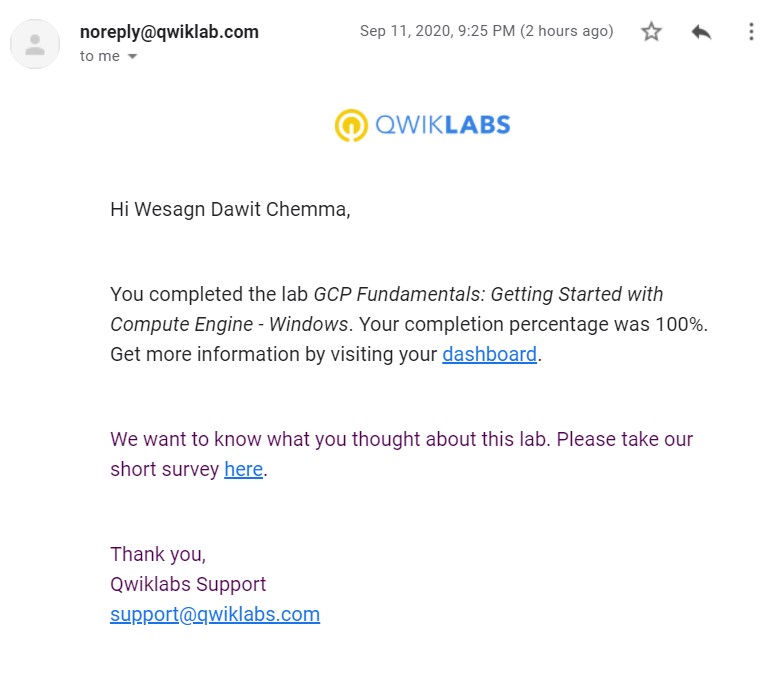 noreply@qwiklab.com
Sep 11, 2020, 9:25 PM (2 hours ago)
to me
QWIKLABS
Hi Wesagn Dawit Chemma,
You completed the lab GCP Fundamentals: Getting Started with
Compute Engine - Windows. Your completion percentage was 100%.
Get more information by visiting your dashboard.
We want to know what you thought about this lab. Please take our
short survey here.
Thank you,
Qwiklabs Support
support@qwiklabs.com